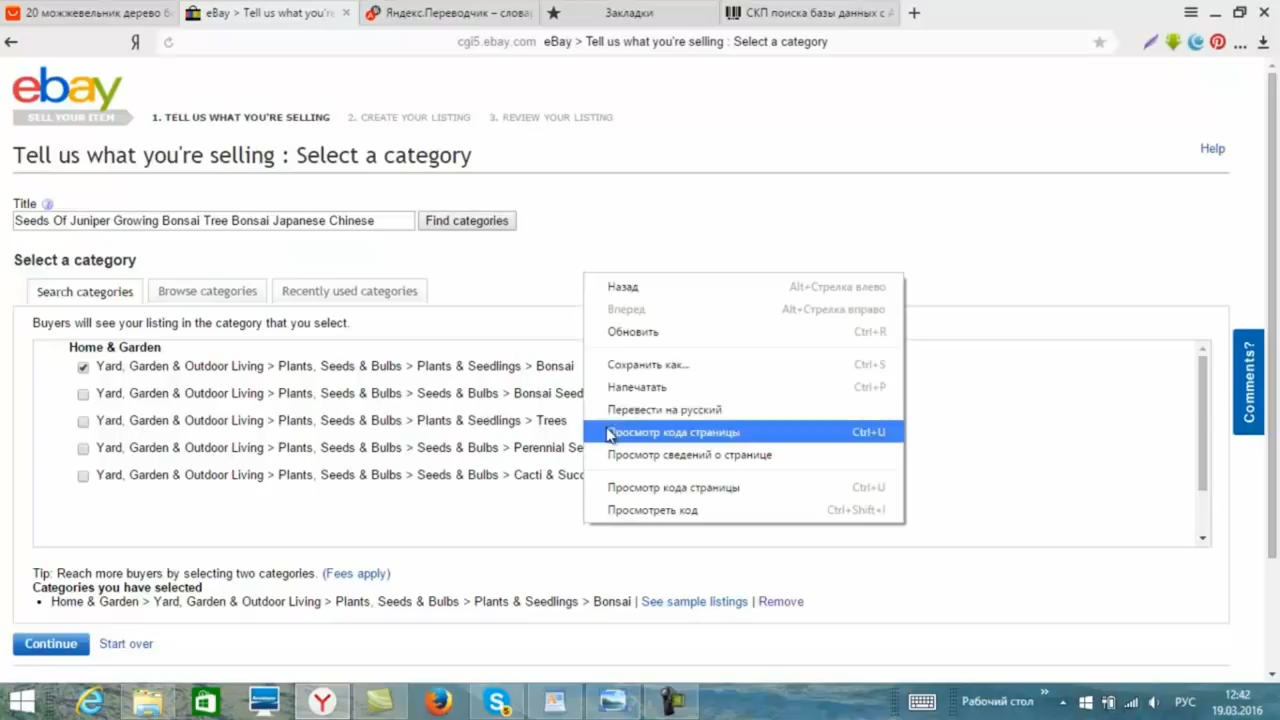 20 можжевельник дерево б
eBay > Tell us what you're
Яндекс.Переводчик – слова
Закладки
СКП поиска базы данных с
Я
cgi5.ebay.com eBay > Tell us what you're selling : Select a category
ebay
SELL YOUR ITEM
1. TELL US WHAT YOU'RE SELLING 2. CREATE YOUR LISTING 3. REVIEW YOUR LISTING
Tell us what you're selling : Select a category
Help
Title
Seeds Of Juniper Growing Bonsai Tree Bonsai Japanese Chinese
Find categories
Select a category
Search categories
Browse categories
Recently used categories
Buyers will see your listing in the category that you select.
Home & Garden
Yard, Garden & Outdoor Living > Plants, Seeds & Bulbs > Plants & Seedlings > Bonsai
Yard, Garden & Outdoor Living > Plants, Seeds & Bulbs > Seeds & Bulbs > Bonsai Seed
Yard, Garden & Outdoor Living > Plants, Seeds & Bulbs > Plants & Seedlings > Trees
Yard, Garden & Outdoor Living > Plants, Seeds & Bulbs > Seeds & Bulbs > Perennial Se
Yard, Garden & Outdoor Living > Plants, Seeds & Bulbs > Seeds & Bulbs > Cacti & Succ
Назад Alt+Стрелка влево
Вперед Alt+Стрелка вправо
Обновить Ctrl+R
Сохранить как... Ctrl+S
Напечатать Ctrl+P
Перевести на русский
Просмотр кода страницы Ctrl+U
Просмотр сведений о странице
Просмотр кода страницы Ctrl+U
Просмотреть код Ctrl+Shift+I
Comments?
Tip: Reach more buyers by selecting two categories. (Fees apply)
Categories you have selected
• Home & Garden > Yard, Garden & Outdoor Living > Plants, Seeds & Bulbs > Plants & Seedlings > Bonsai | See sample listings | Remove
Continue
Start over
Рабочий стол
РУС
12:42
19.03.2016